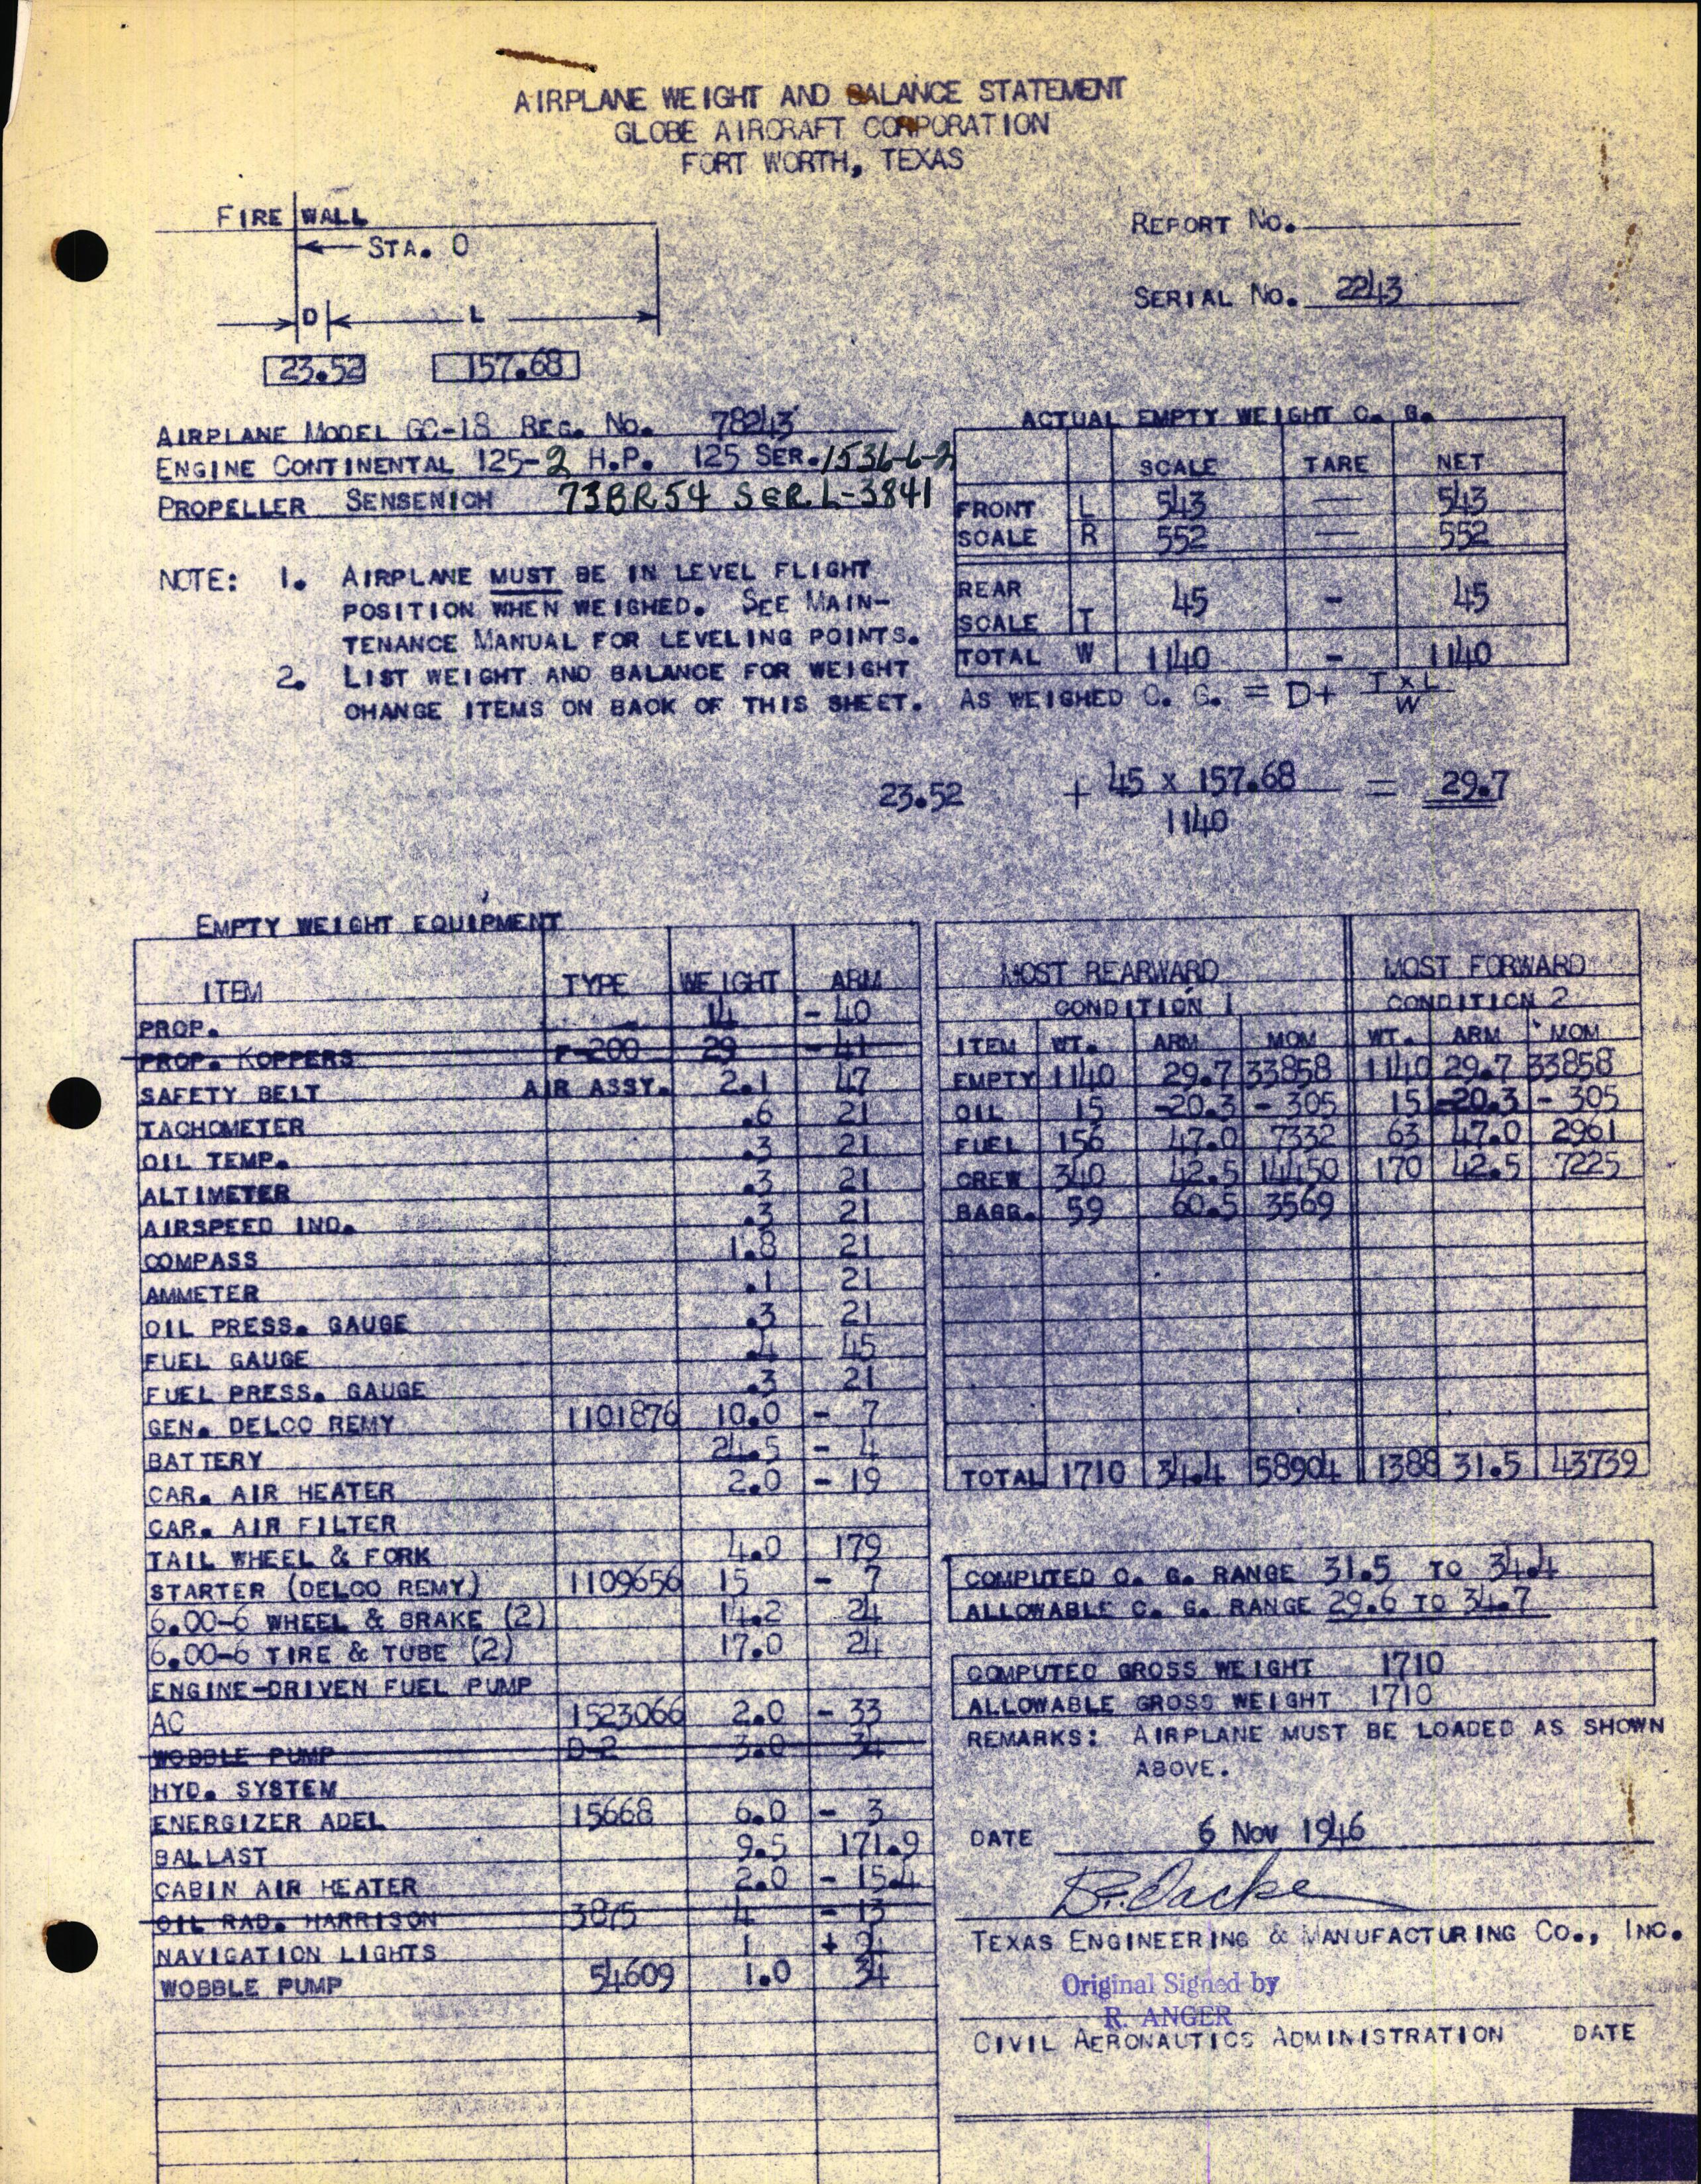 AIRPLANE WEIGHT AND BALANCE STATEMENT
GLOBE AIRCRAFT CORPORATION
FORT WORTH, TEXAS
FIRE WALL
STA. 0
D L
23.52 157.68
REPORT NO.
SERIAL NO. 2243
AIRPLANE MODEL GC-1B REG. NO. 78243
ENGINE CONTINENTAL 125-2 H.P. 125 SER. 1536-6-2
PROPELLER SENSENICH 73BR54 SER L-3841
NOTE: 1. AIRPLANE MUST BE IN LEVEL FLIGHT
POSITION WHEN WEIGHED. SEE MAIN-
TENANCE MANUAL FOR LEVELING POINTS.
2. LIST WEIGHT AND BALANCE FOR WEIGHT
CHANGE ITEMS ON BACK OF THIS SHEET.
ACTUAL EMPTY WEIGHT C. G.
SCALE TARE NET
FRONT L 543 — 543
SCALE R 552 — 552
REAR
SCALE T 45 - 45
TOTAL W 1140 - 1140
AS WEIGHED C. G. = D + T x L
W
23.52 + 45 x 157.68 = 29.7
1140
EMPTY WEIGHT EQUIPMENT
ITEM TYPE WEIGHT ARM
PROP. 14 - 40
PROP. KOPPERS F-200 29 - 41
SAFETY BELT AIR ASSY. 2.1 47
TACHOMETER .6 21
OIL TEMP. .3 21
ALTIMETER .3 21
AIRSPEED IND. .3 21
COMPASS 1.8 21
AMMETER .1 21
OIL PRESS. GAUGE .3 21
FUEL GAUGE .4 45
FUEL PRESS. GAUGE .3 21
GEN. DELCO REMY 1101876 10.0 - 7
BATTERY 24.5 - 4
CAR. AIR HEATER 2.0 - 19
CAR. AIR FILTER
TAIL WHEEL & FORK 4.0 179
STARTER (DELCO REMY) 1109656 15 - 7
6.00-6 WHEEL & BRAKE (2) 14.2 24
6.00-6 TIRE & TUBE (2) 17.0 24
ENGINE-DRIVEN FUEL PUMP
AC 1523066 2.0 - 33
WOBBLE PUMP D-2 3.0 34
HYD. SYSTEM
ENERGIZER ADEL 15668 6.0 - 3
BALLAST 9.5 171.9
CABIN AIR HEATER 2.0 - 15.4
OIL RAD. HARRISON 3875 4 - 13
NAVIGATION LIGHTS 1 + 24
WOBBLE PUMP 54609 1.0 34
MOST REARWARD MOST FORWARD
CONDITION 1 CONDITION 2
ITEM WT. ARM MOM WT. ARM MOM
EMPTY 1140 29.7 33858 1140 29.7 33858
OIL 15 -20.3 - 305 15 -20.3 - 305
FUEL 156 47.0 7332 63 47.0 2961
CREW 340 42.5 14450 170 42.5 7225
BAGG. 59 60.5 3569
TOTAL 1710 34.4 58904 1388 31.5 43739
COMPUTED C. G. RANGE 31.5 TO 34.4
ALLOWABLE C. G. RANGE 29.6 TO 34.7
COMPUTED GROSS WEIGHT 1710
ALLOWABLE GROSS WEIGHT 1710
REMARKS: AIRPLANE MUST BE LOADED AS SHOWN
ABOVE.
DATE 6 Nov 1946
TEXAS ENGINEERING & MANUFACTURING CO., INC.
Original Signed by
R. ANGER
CIVIL AERONAUTICS ADMINISTRATION DATE